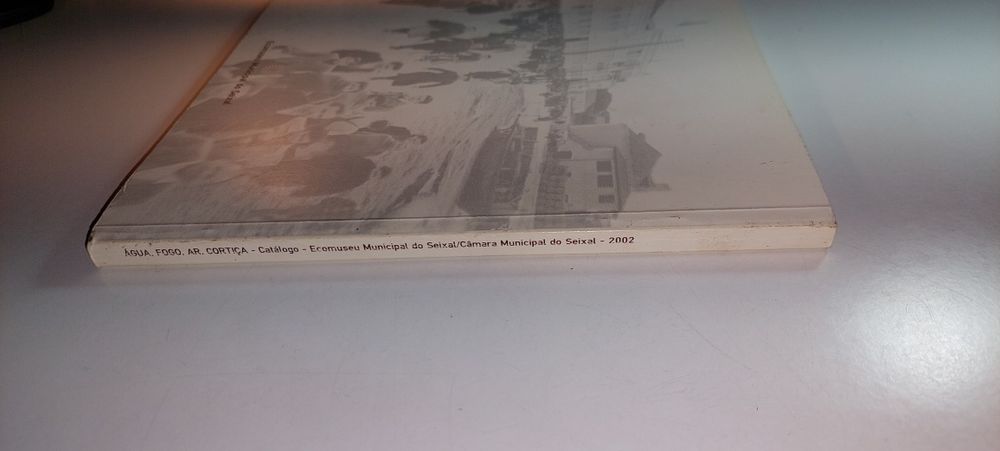 ÁGUA, FOGO, AR, CORTIÇA - Catálogo - Ecomuseu Municipal do Seixal/Câmara Municipal do Seixal - 2002